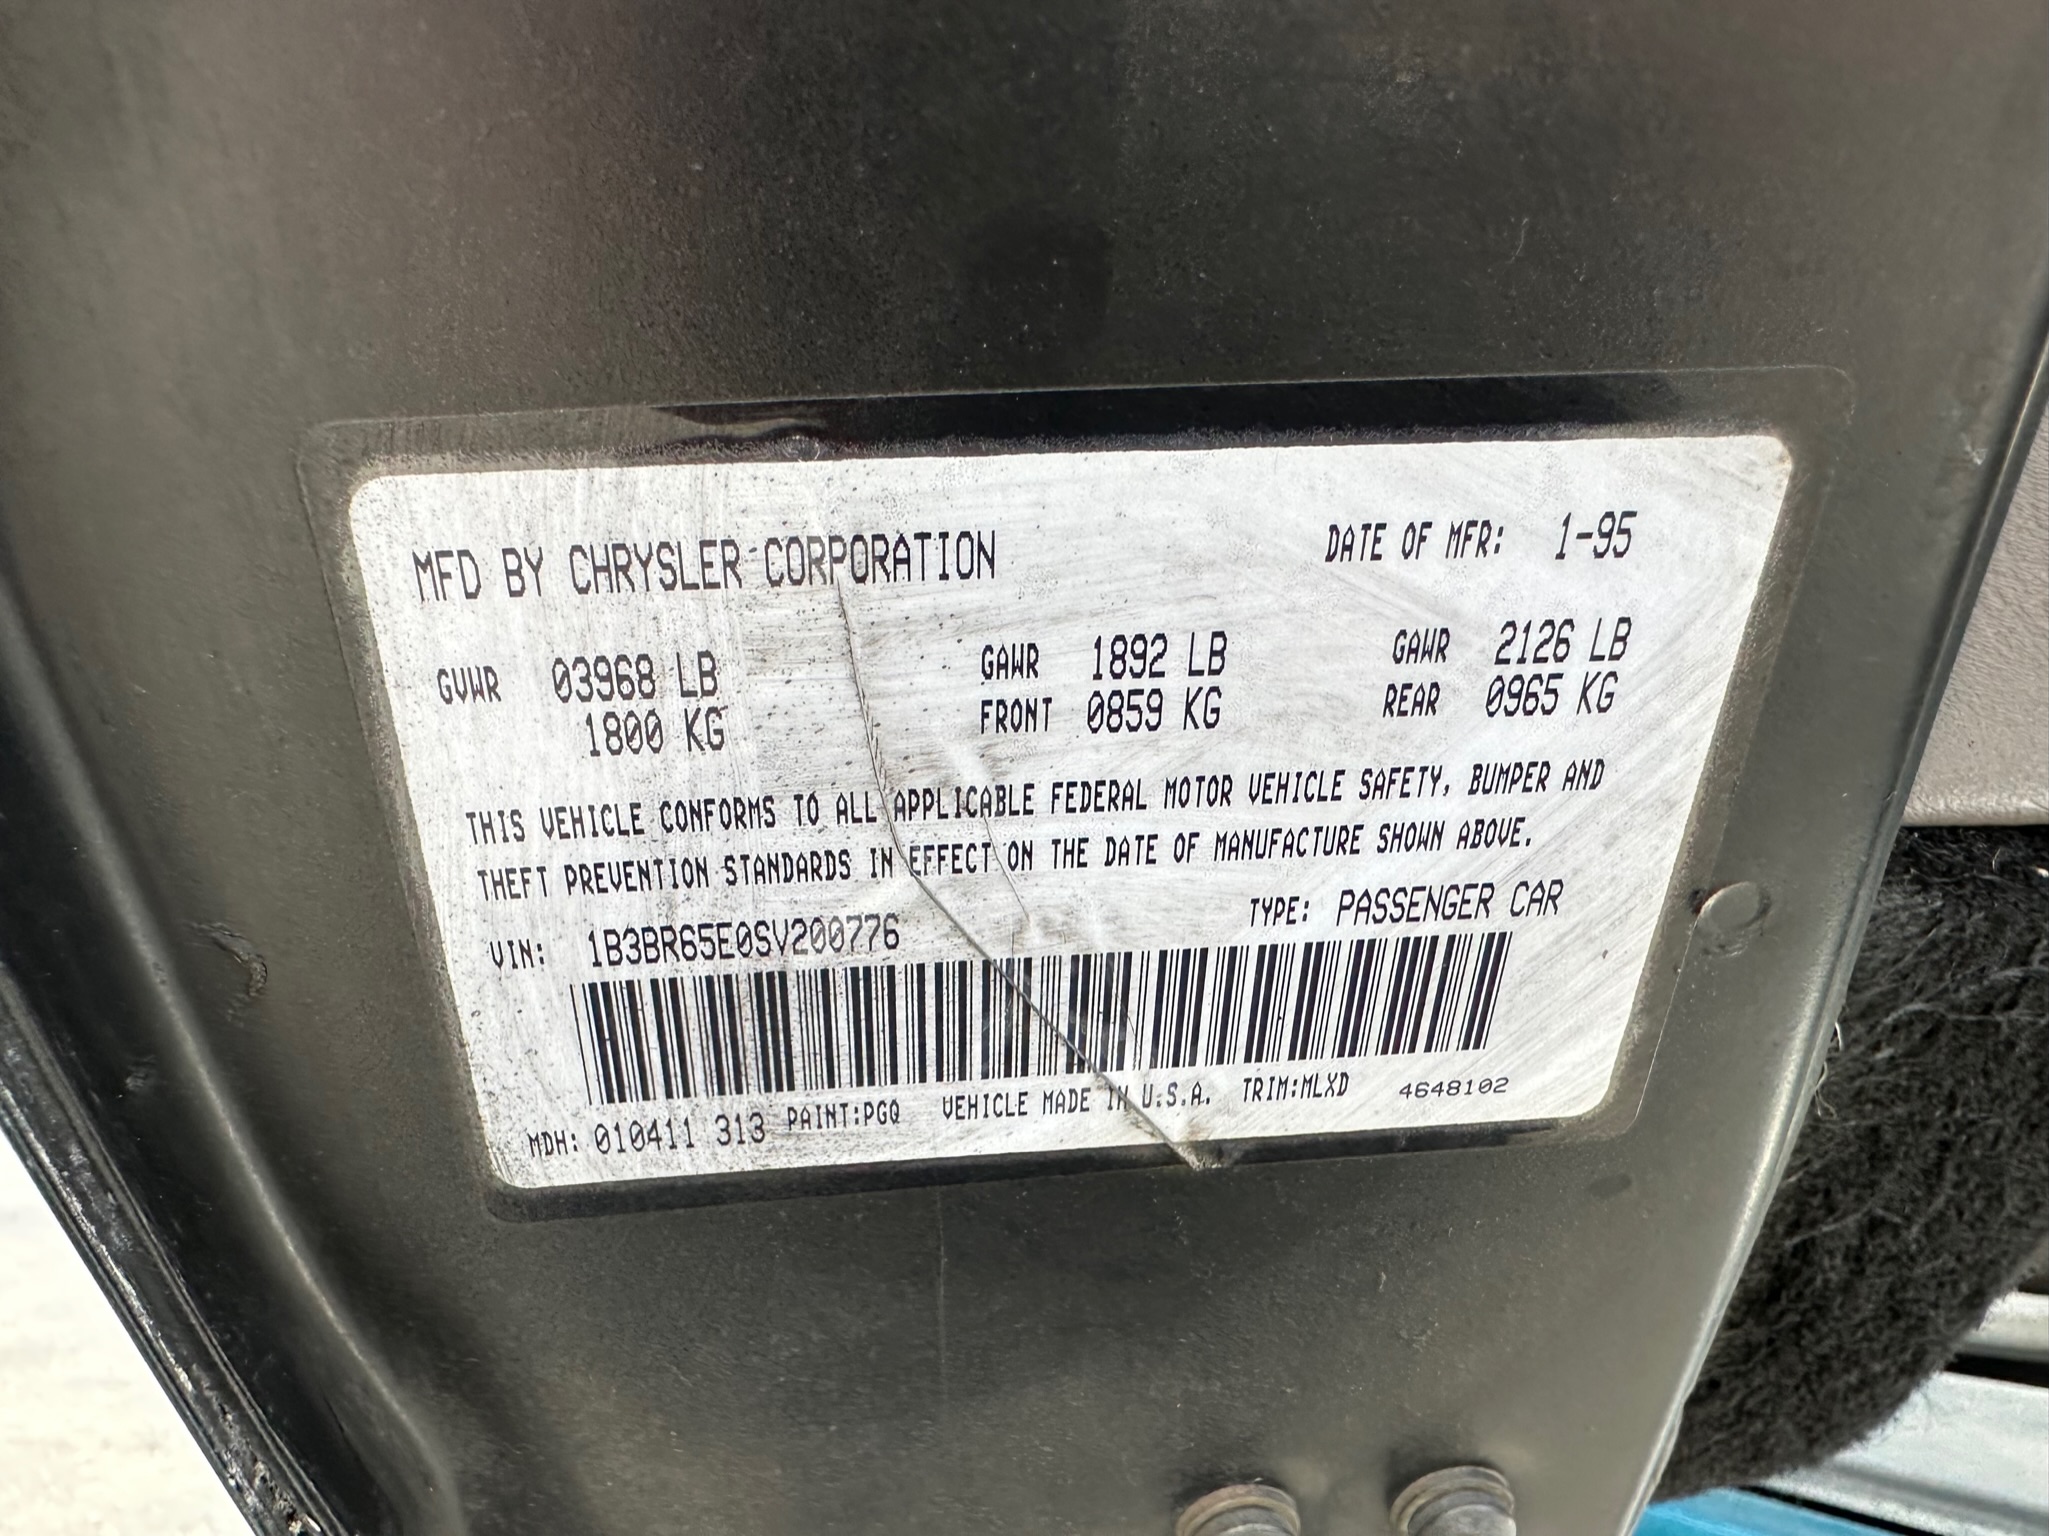 MFD BY CHRYSLER CORPORATION DATE OF MFR: 1-95
GVWR 03968 LB GAWR 1892 LB GAWR 2126 LB
1800 KG FRONT 0859 KG REAR 0965 KG
THIS VEHICLE CONFORMS TO ALL APPLICABLE FEDERAL MOTOR VEHICLE SAFETY, BUMPER AND
THEFT PREVENTION STANDARDS IN EFFECT ON THE DATE OF MANUFACTURE SHOWN ABOVE.
VIN: 1B3BR65E0SV200776 TYPE: PASSENGER CAR
MDH: 010411 313 PAINT:PGQ VEHICLE MADE IN U.S.A. TRIM:MLXD 4648102